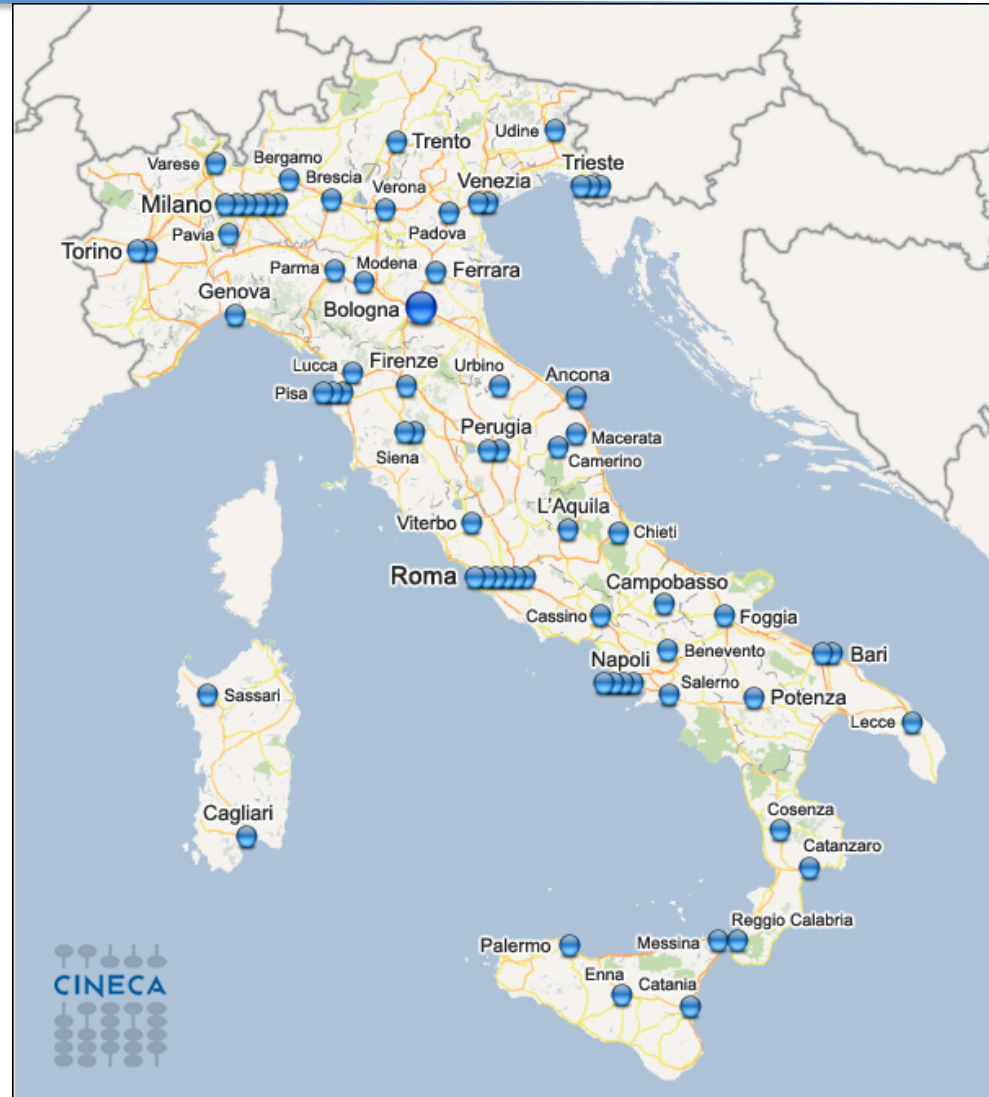 Trento
Udine
Trieste
Varese
Bergamo
Brescia
Verona
Venezia
Milano
Padova
Pavia
Torino
Parma
Modena
Ferrara
Genova
Bologna
Lucca
Firenze
Urbino
Ancona
Pisa
Perugia
Macerata
Siena
Camerino
L'Aquila
Viterbo
Chieti
Roma
Campobasso
Cassino
Foggia
Napoli
Benevento
Bari
Sassari
Salerno
Potenza
Lecce
Cagliari
Cosenza
Catanzaro
Reggio Calabria
Palermo
Messina
Enna
Catania
CINECA